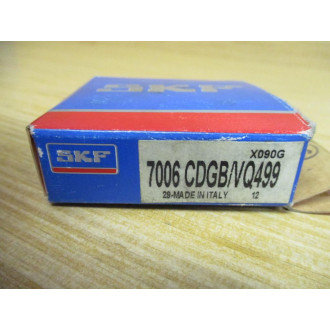 SKF
X090G
7006 CDGB/VQ499
29-MADE IN ITALY 12